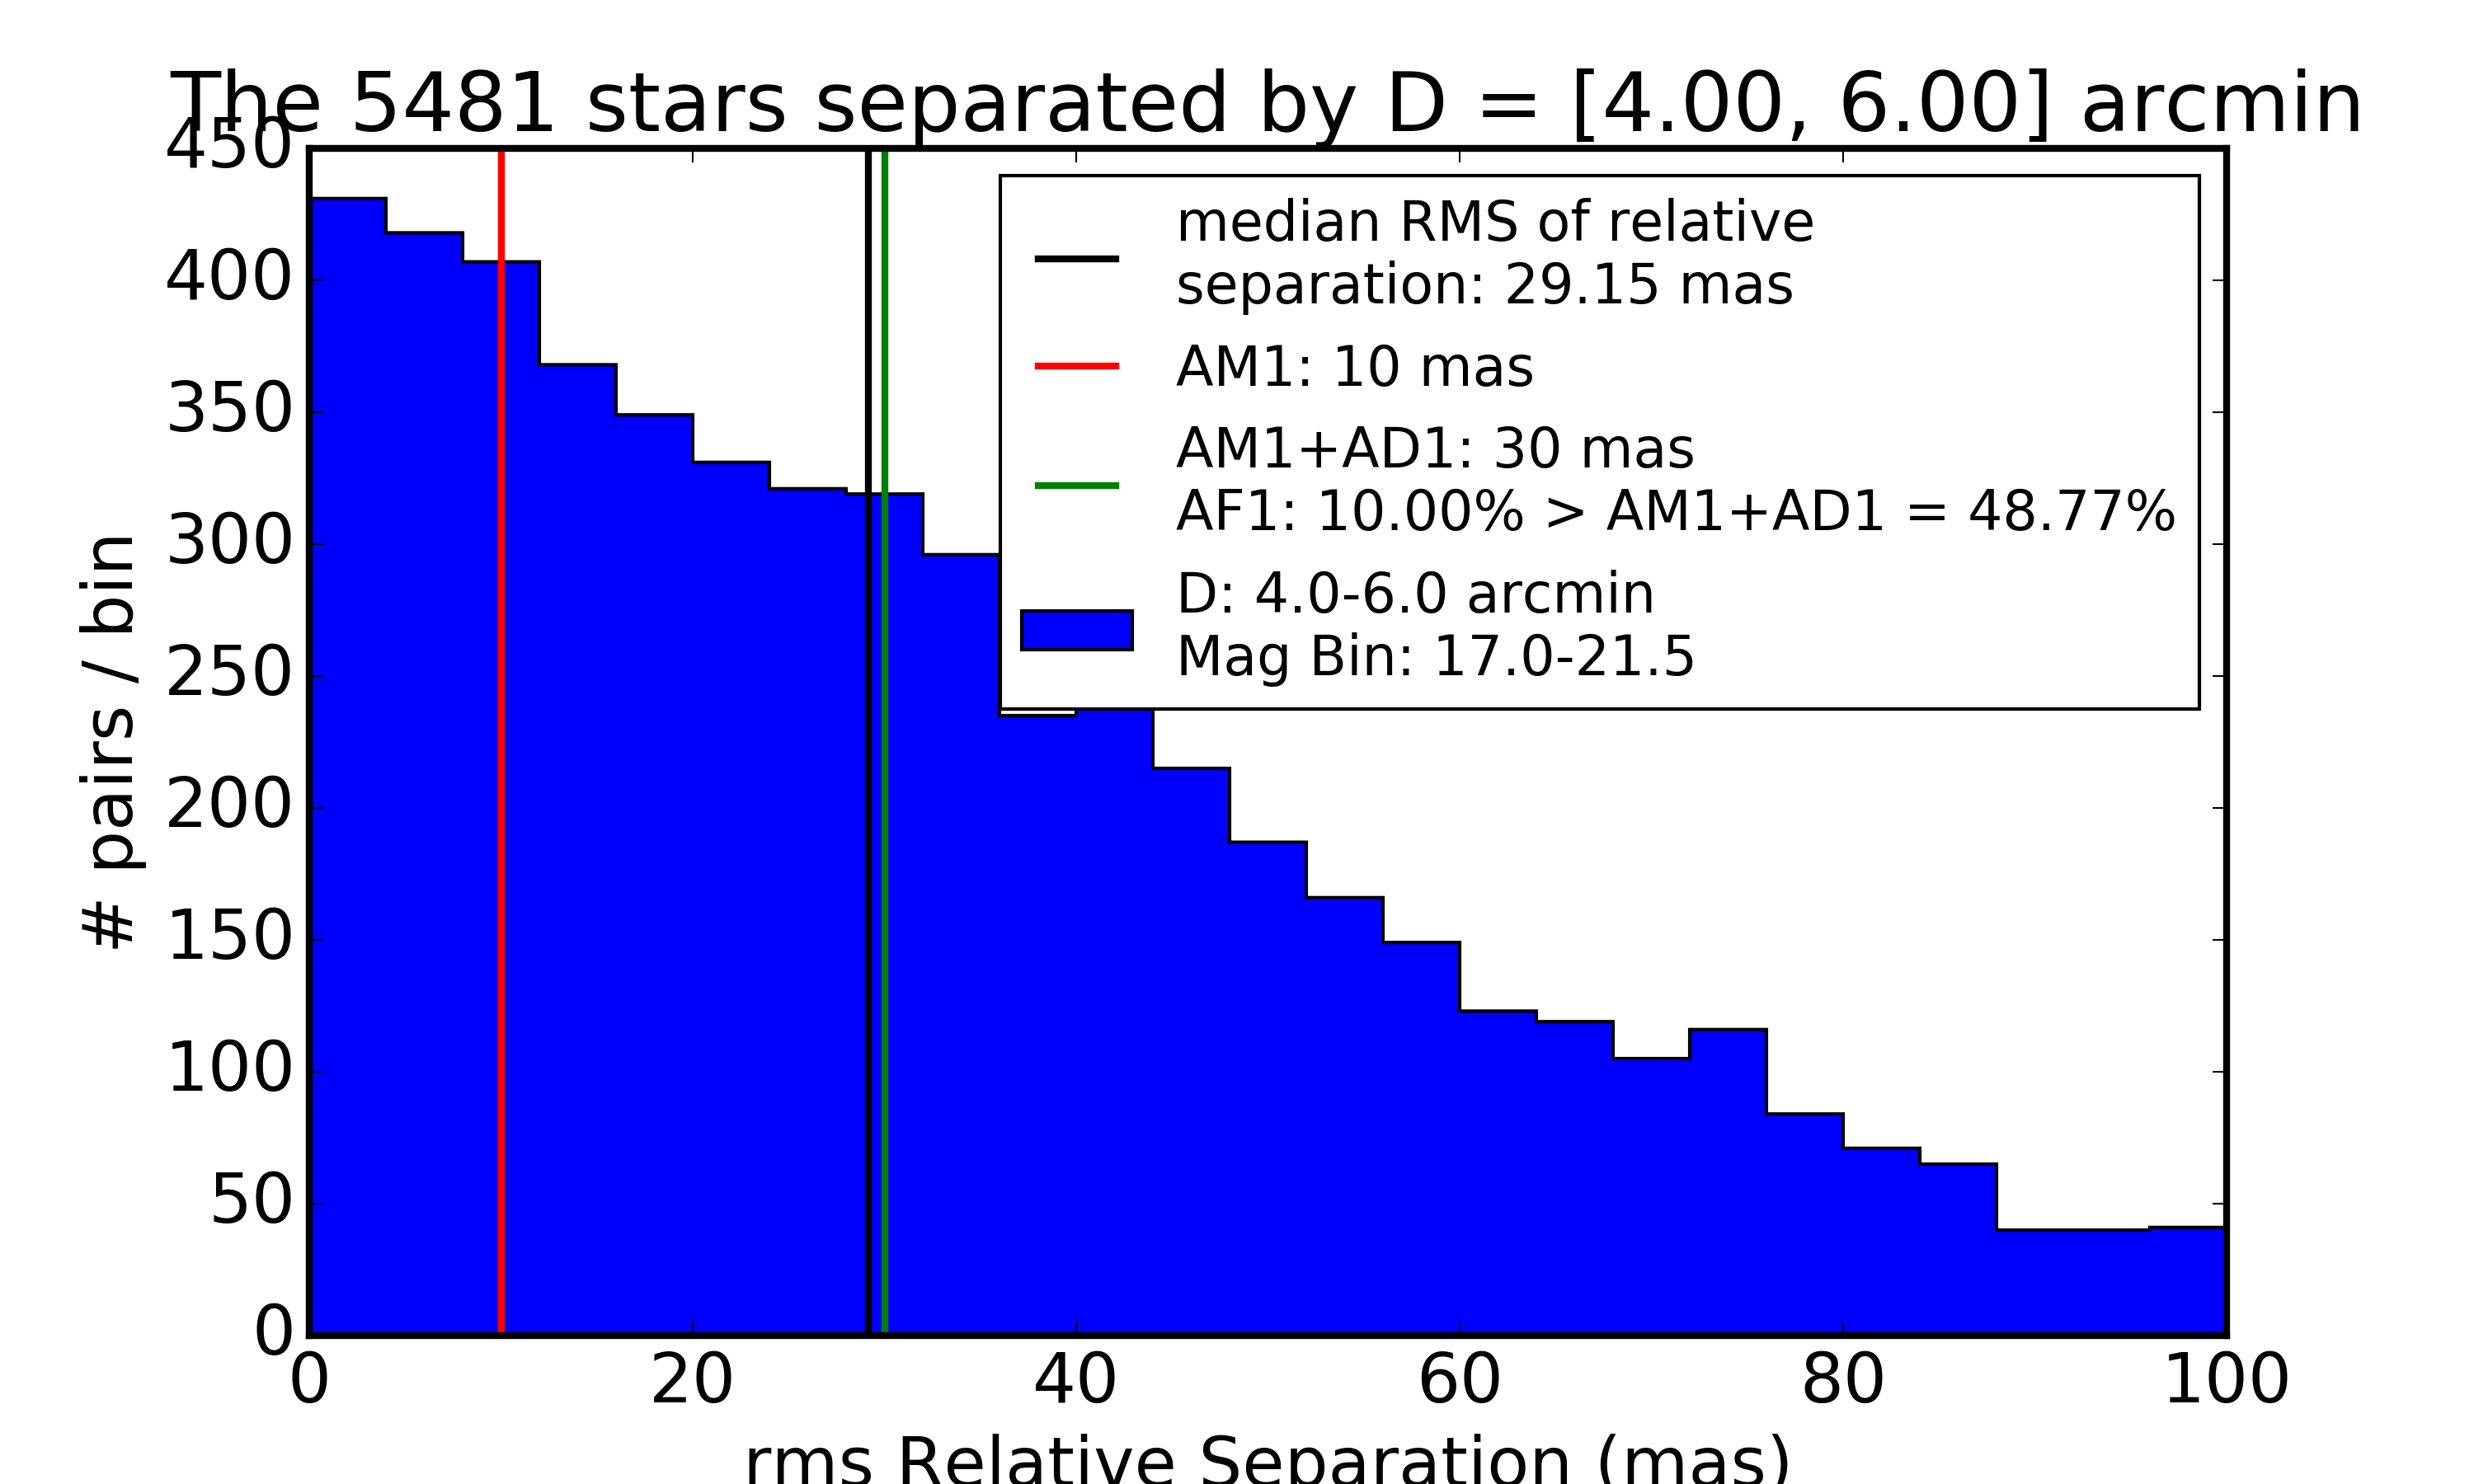 The 5481 stars separated by D = [4.00, 6.00] arcmin
450
400
350
300
250
200
150
100
50
0
# pairs / bin
median RMS of relative
separation: 29.15 mas
AM1: 10 mas
AM1+AD1: 30 mas
AF1: 10.00% > AM1+AD1 = 48.77%
D: 4.0-6.0 arcmin
Mag Bin: 17.0-21.5
0 20 40 60 80 100
rms Relative Separation (mas)